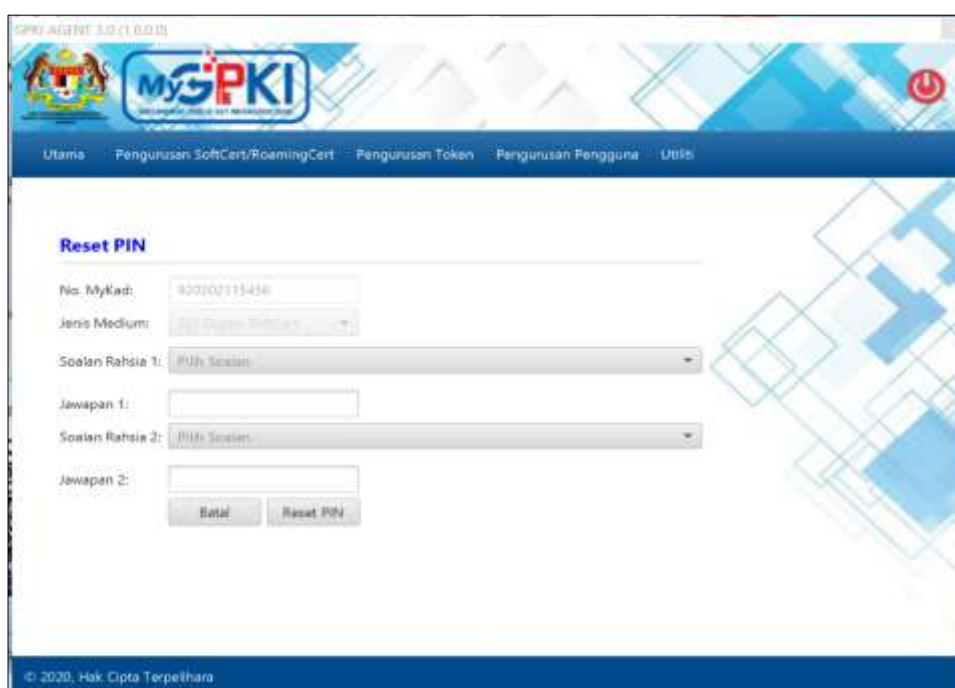 GPKI AGENT 3.0 (1.0.0.0)
MyGPKI
Utama Pengurusan SoftCert/RoamingCert Pengurusan Token Pengurusan Pengguna Utiliti
Reset PIN
No. MyKad: 920202115456
Jenis Medium:
Soalan Rahsia 1: Pilih Soalan
Jawapan 1:
Soalan Rahsia 2: Pilih Soalan
Jawapan 2:
Batal Reset PIN
© 2020, Hak Cipta Terpelihara